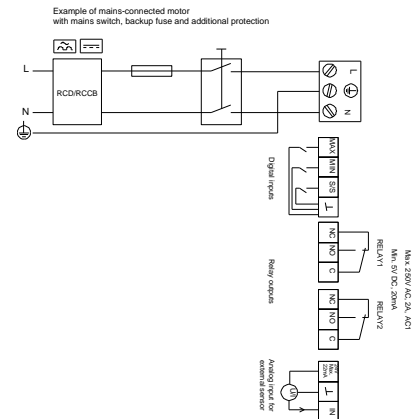 Example of mains-connected motor
with mains switch, backup fuse and additional protection
L
RCD/RCCB
N
L
N
MAX
MIN
S/S
Digital inputs
NC
NO
C
RELAY1
Max. 250V AC, 2A, AC1
Min. 5V DC, 20mA
Relay outputs
NC
NO
C
RELAY2
Max.
22mA
U/I
IN
Analog input for
external sensor